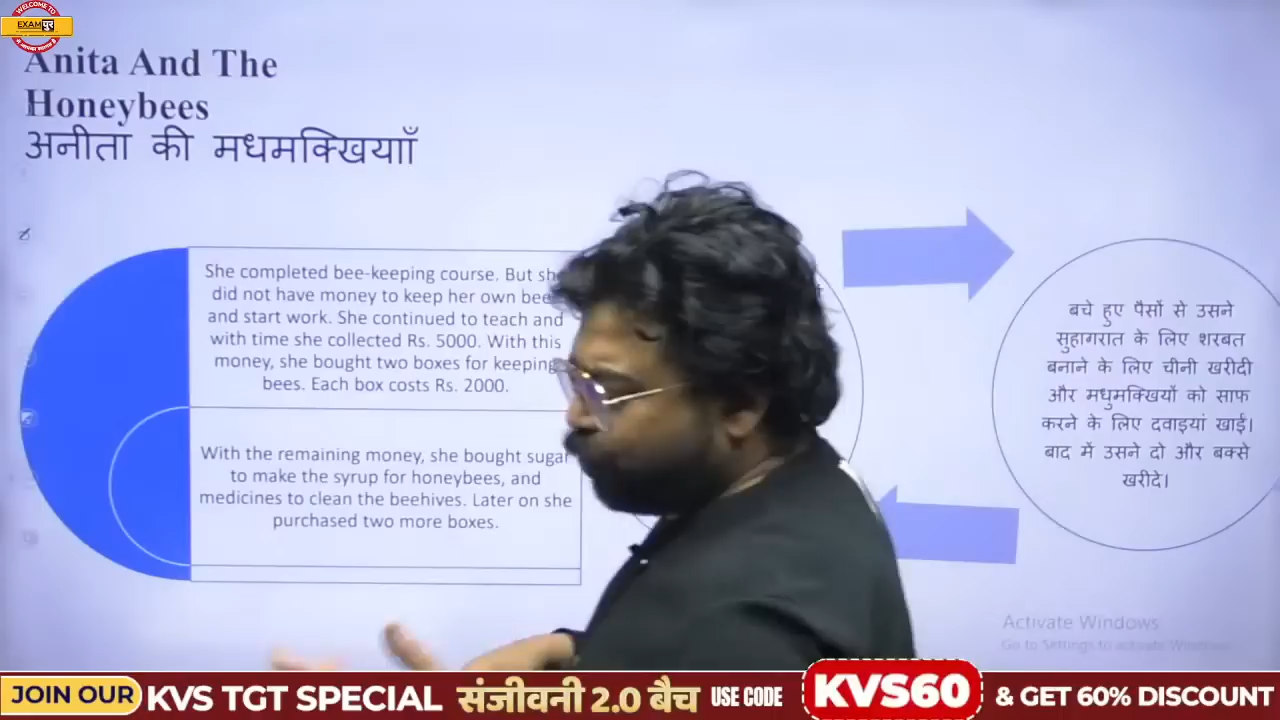 WELCOME TO
EXAMपुर
Anita And The
Honeybees
अनीता की मधमक्खियााँ
She completed bee-keeping course. But she
did not have money to keep her own bee
and start work. She continued to teach and
with time she collected Rs. 5000. With this
money, she bought two boxes for keeping
bees. Each box costs Rs. 2000.
With the remaining money, she bought sugar
to make the syrup for honeybees, and
medicines to clean the beehives. Later on she
purchased two more boxes.
बचे हुए पैसों से उसने
सुहागरात के लिए शरबत
बनाने के लिए चीनी खरीदी
और मधुमक्खियों को साफ
करने के लिए दवाइयां खाई।
बाद में उसने दो और बक्से
खरीदे।
Activate Windows
Go to Settings to activate Windows.
JOIN OUR KVS TGT SPECIAL संजीवनी 2.0 बैच USE CODE KVS60 & GET 60% DISCOUNT